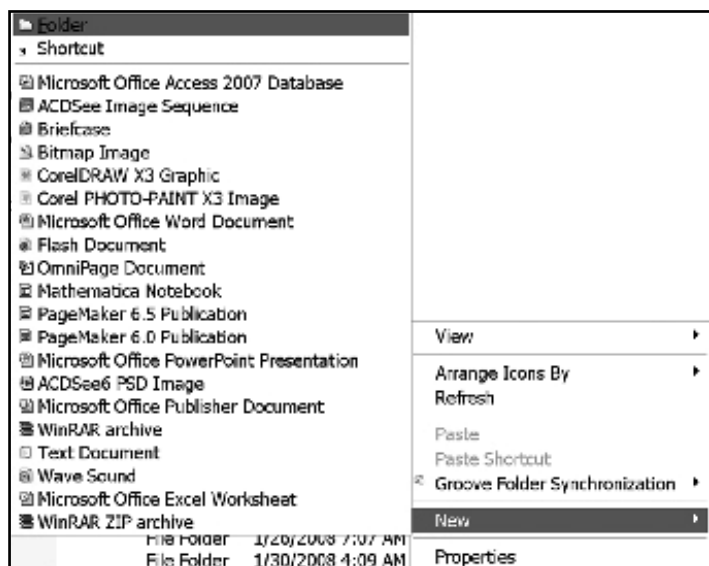 Folder
Shortcut
Microsoft Office Access 2007 Database
ACDSee Image Sequence
Briefcase
Bitmap Image
CorelDRAW X3 Graphic
Corel PHOTO-PAINT X3 Image
Microsoft Office Word Document
Flash Document
OmniPage Document
Mathematica Notebook
PageMaker 6.5 Publication
PageMaker 6.0 Publication
Microsoft Office PowerPoint Presentation
ACDSee6 PSD Image
Microsoft Office Publisher Document
WinRAR archive
Text Document
Wave Sound
Microsoft Office Excel Worksheet
WinRAR ZIP archive
File Folder 1/26/2008 7:07 AM
File Folder 1/30/2008 4:09 AM
View
Arrange Icons By
Refresh
Paste
Paste Shortcut
Groove Folder Synchronization
New
Properties